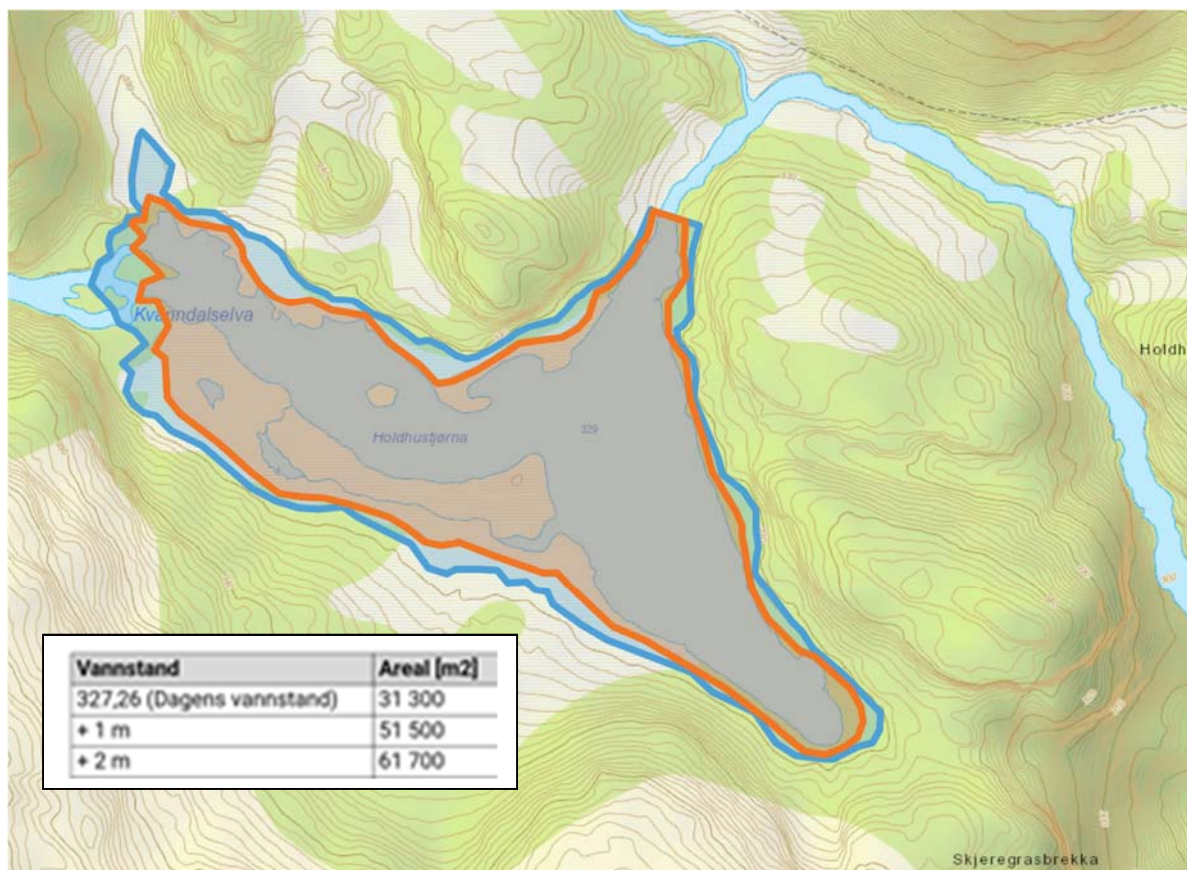 Kvanndalselva
Holdh
Holdhustjørna
329
Vannstand Areal [m2]
327,26 (Dagens vannstand) 31 300
+ 1 m 51 500
+ 2 m 61 700
Skjeregrasbrekka